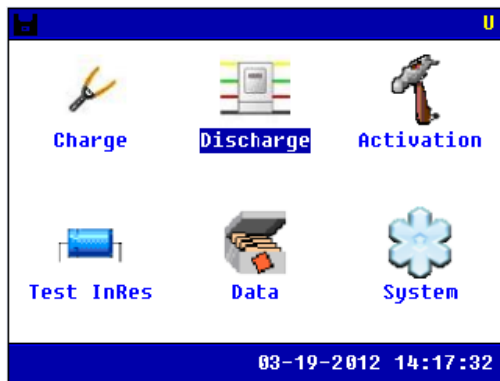 U
Charge Discharge Activation
Test InRes Data System
03-19-2012 14:17:32